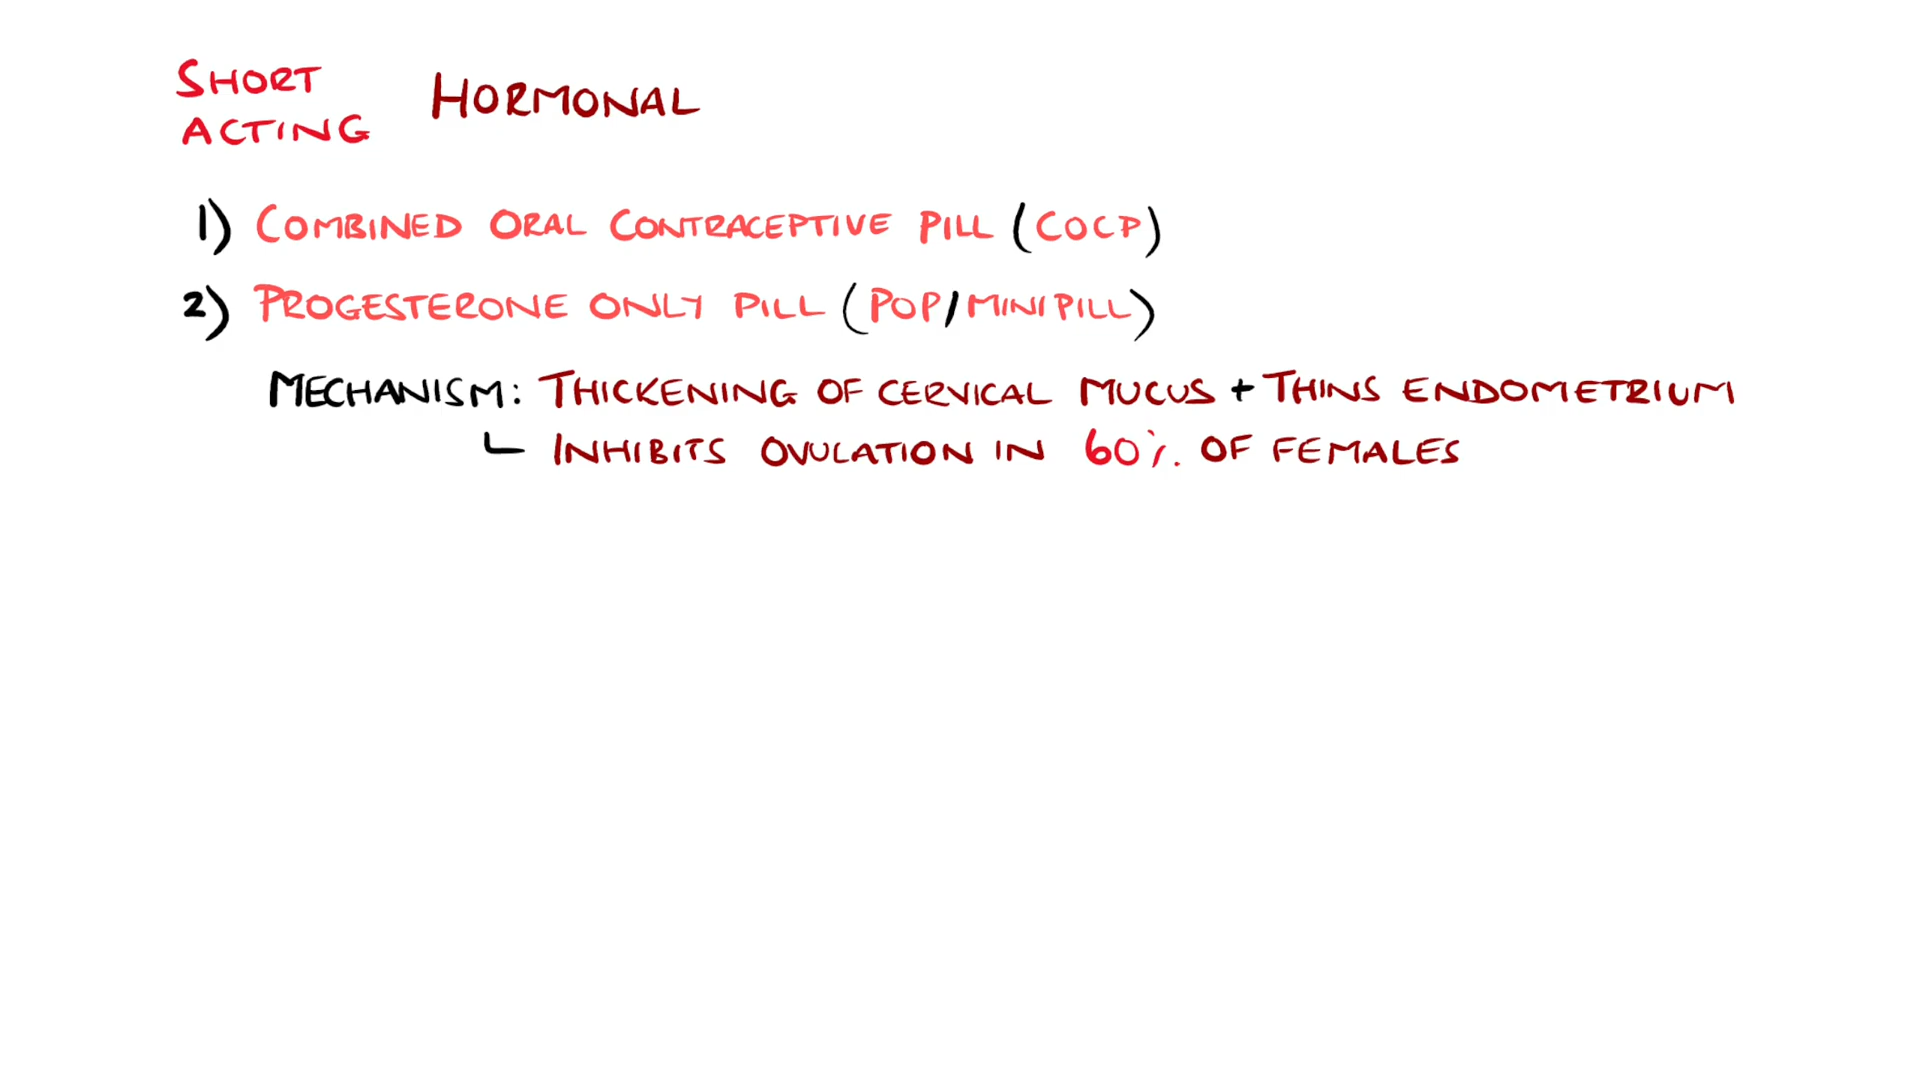 SHORT ACTING HORMONAL
1) COMBINED ORAL CONTRACEPTIVE PILL (COCP)
2) PROGESTERONE ONLY PILL (POP/MINIPILL)
MECHANISM: THICKENING OF CERVICAL MUCUS + THINS ENDOMETRIUM
INHIBITS OVULATION IN 60% OF FEMALES